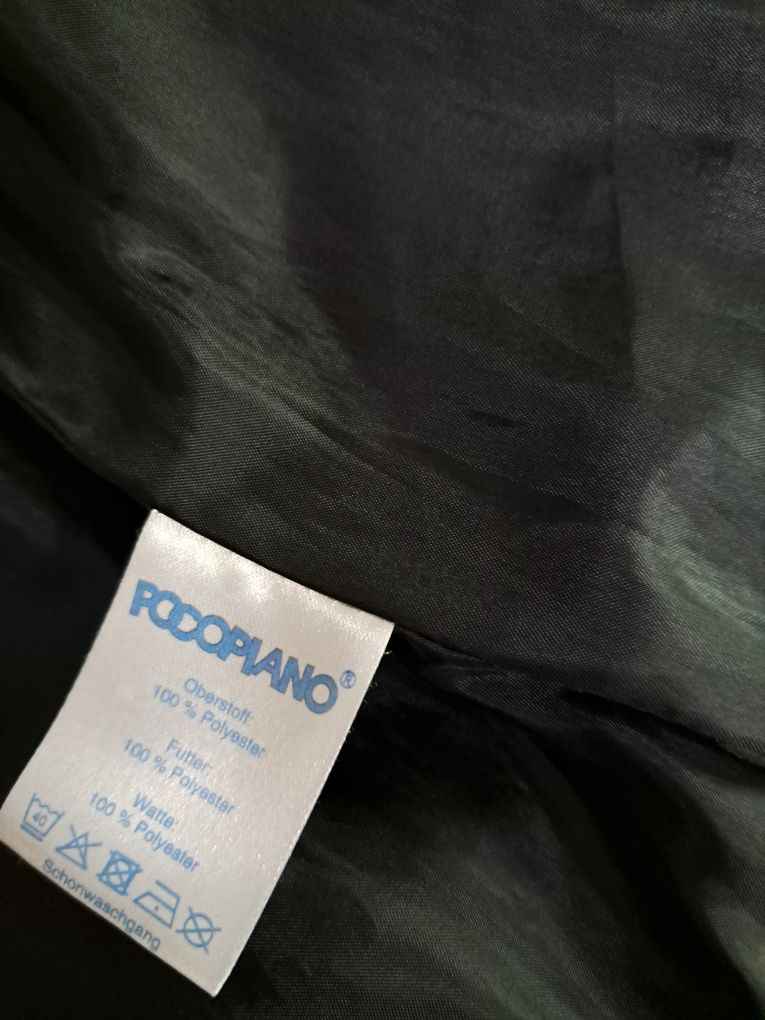 POCOPIANO®
Oberstoff:
100 % Polyester
Futter:
100 % Polyester
Watte:
100 % Polyester
40
Schonwaschgang